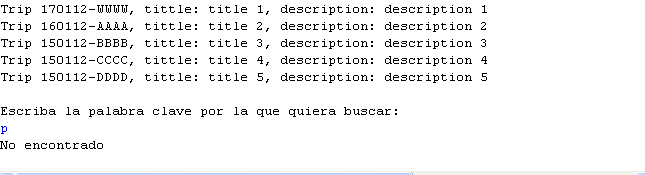 Trip 170112-WWWW, tittle: title 1, description: description 1
Trip 160112-AAAA, tittle: title 2, description: description 2
Trip 150112-BBBB, tittle: title 3, description: description 3
Trip 150112-CCCC, tittle: title 4, description: description 4
Trip 150112-DDDD, tittle: title 5, description: description 5
Escriba la palabra clave por la que quiera buscar:
p
No encontrado